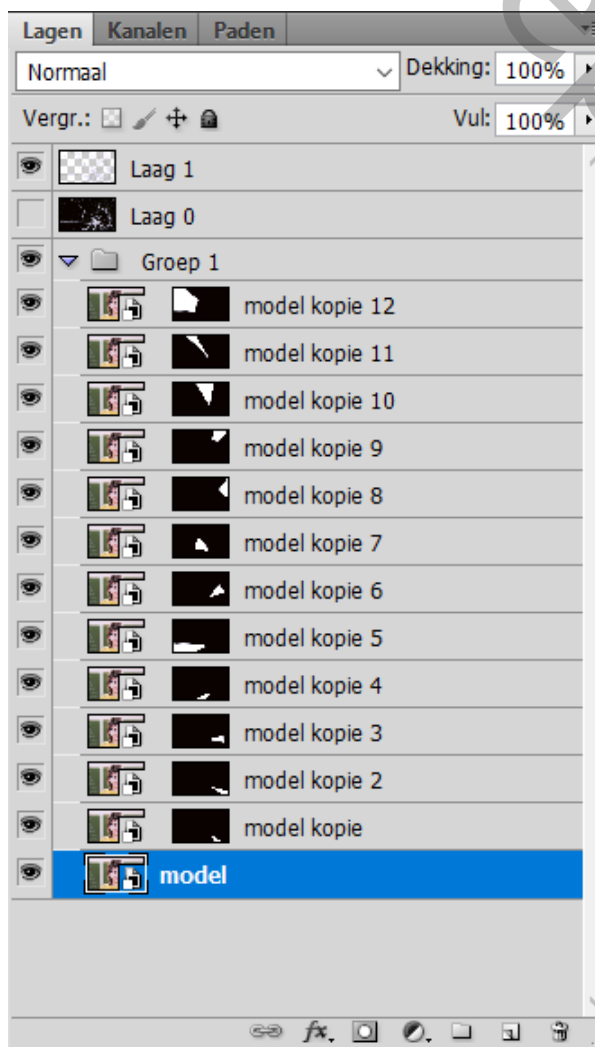 Lagen Kanalen Paden
Normaal Dekking: 100%
Vergr.: Vul: 100%
Laag 1
Laag 0
Groep 1
model kopie 12
model kopie 11
model kopie 10
model kopie 9
model kopie 8
model kopie 7
model kopie 6
model kopie 5
model kopie 4
model kopie 3
model kopie 2
model kopie
model
fx.